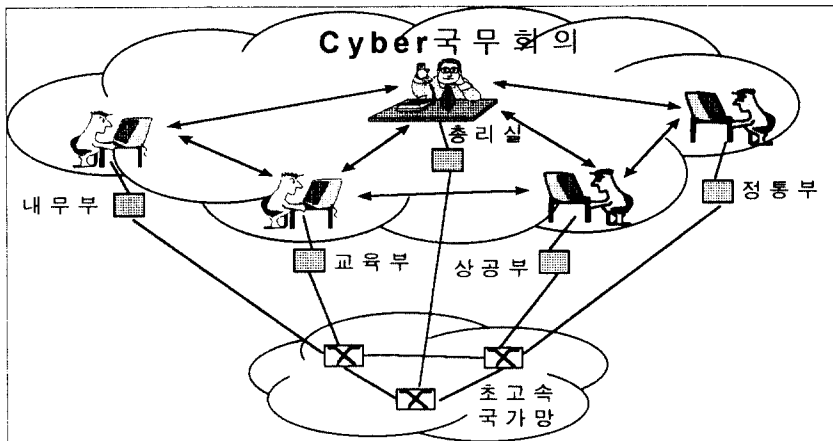 Cyber국무회의
총리실
내무부
정통부
교육부
상공부
초고속
국가망